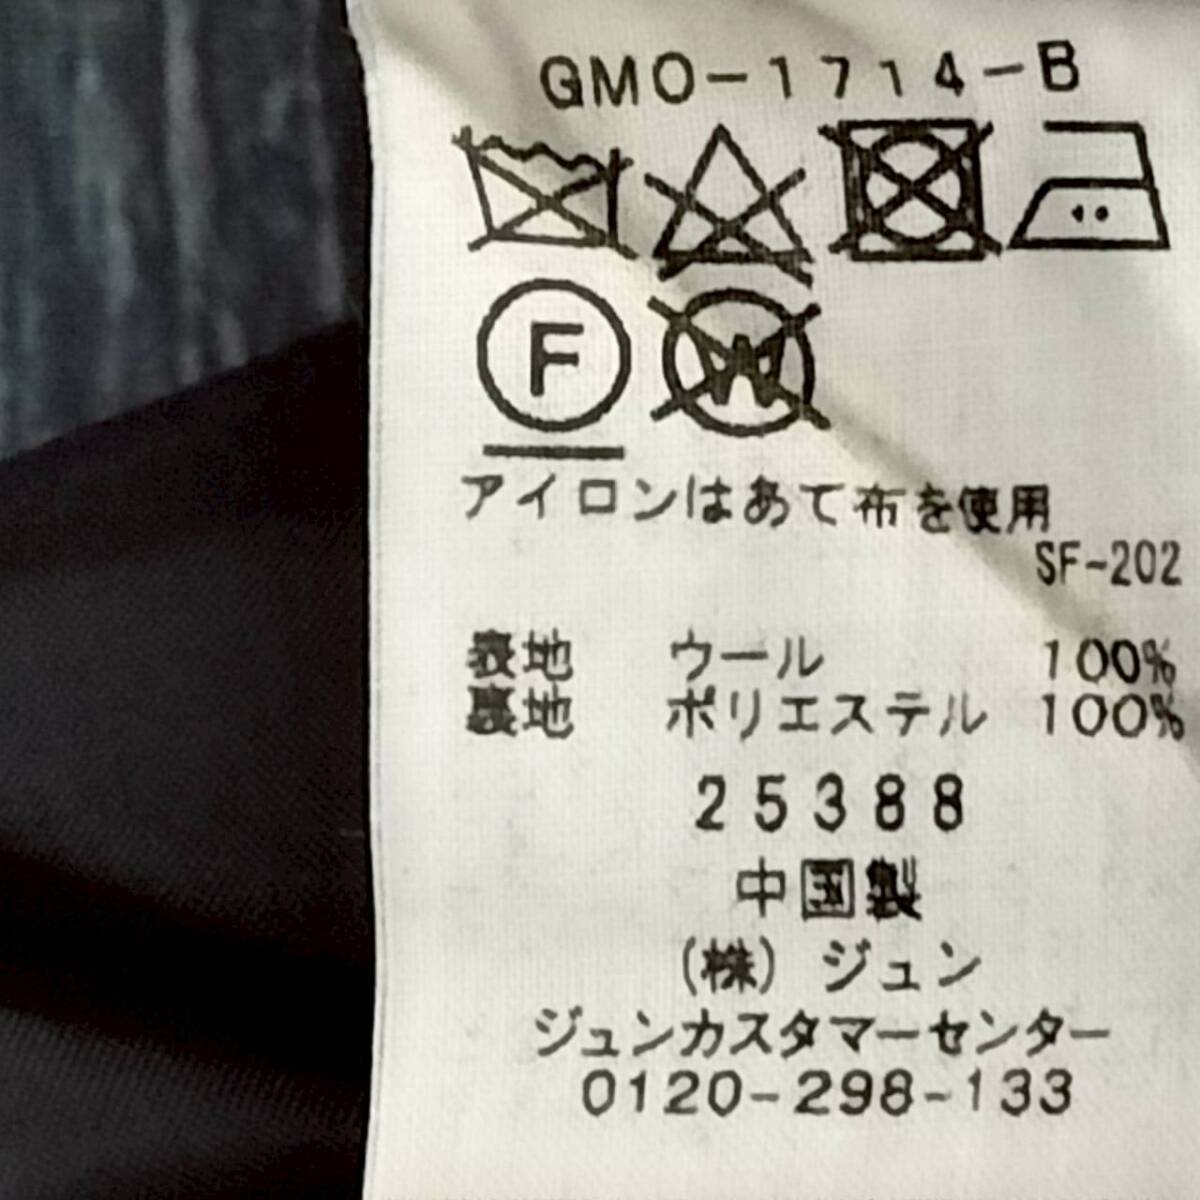 GMO-1714-B
F W
アイロンはあて布を使用
SF-202
表地 ウール 100%
裏地 ポリエステル 100%
25388
中国製
(株) ジュン
ジュンカスタマーセンター
0120-298-133